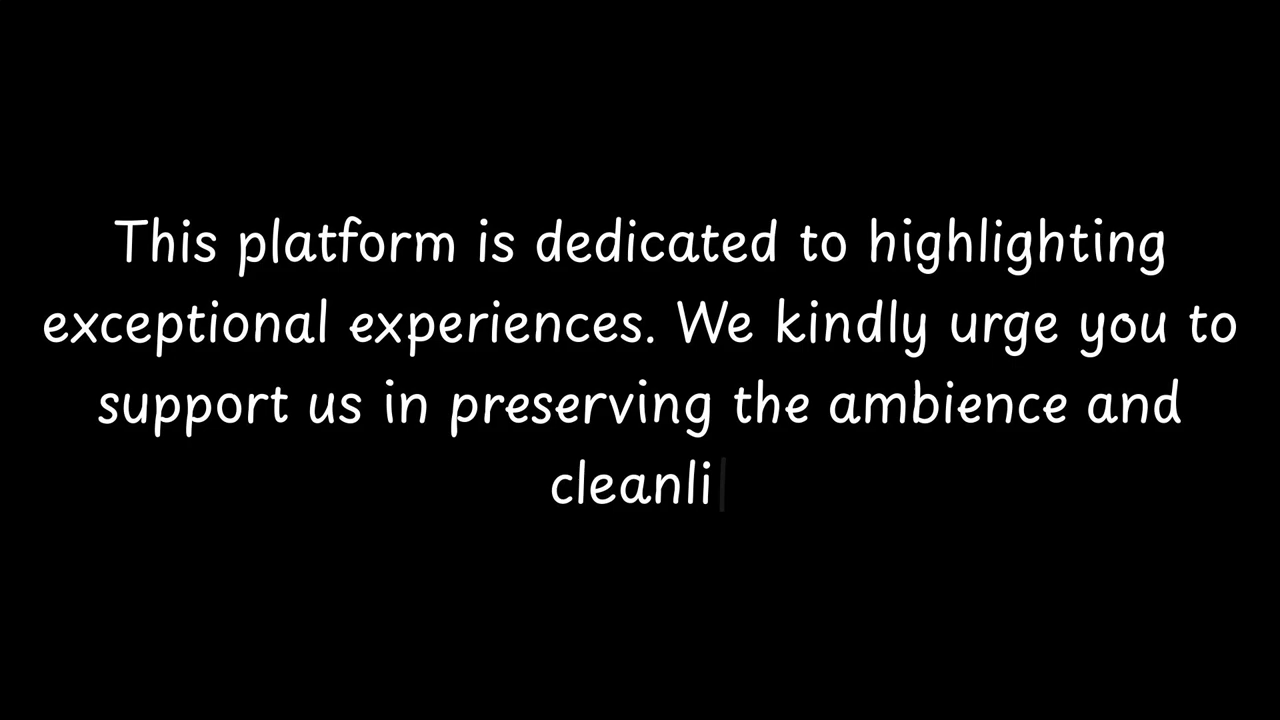 This platform is dedicated to highlighting
exceptional experiences. We kindly urge you to
support us in preserving the ambience and
cleanli